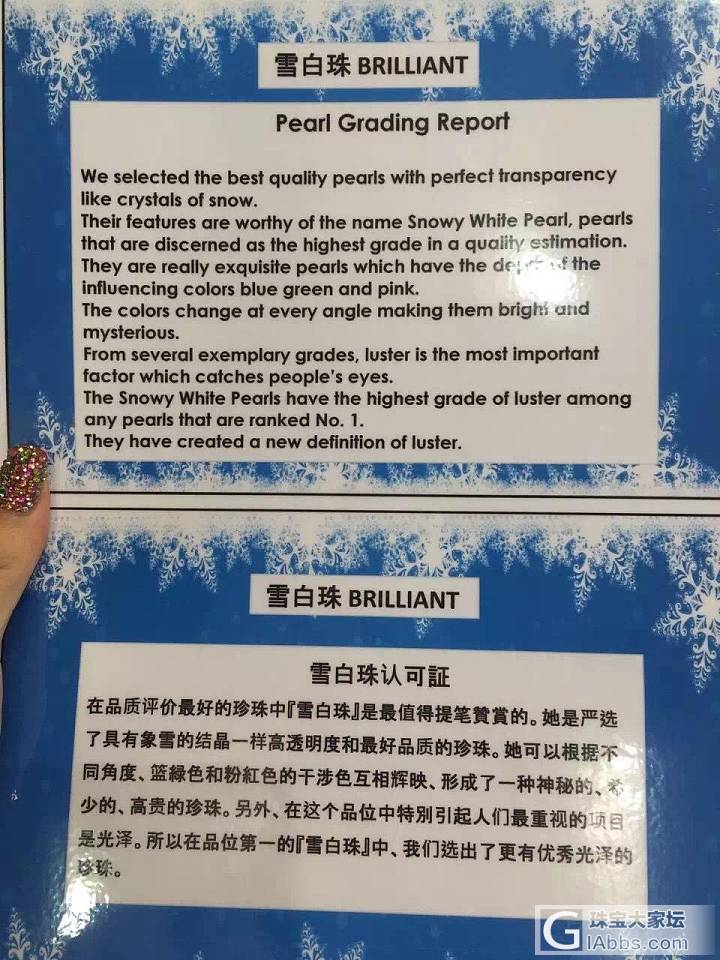 雪白珠 BRILLIANT
Pearl Grading Report
We selected the best quality pearls with perfect transparency
like crystals of snow.
Their features are worthy of the name Snowy White Pearl, pearls
that are discerned as the highest grade in a quality estimation.
They are really exquisite pearls which have the depth of the
influencing colors blue green and pink.
The colors change at every angle making them bright and
mysterious.
From several exemplary grades, luster is the most important
factor which catches people's eyes.
The Snowy White Pearls have the highest grade of luster among
any pearls that are ranked No. 1.
They have created a new definition of luster.
雪白珠 BRILLIANT
雪白珠认可証
在品质评价最好的珍珠中『雪白珠』是最值得提笔贊賞的。她是严选
了具有象雪的结晶一样高透明度和最好品质的珍珠。她可以根据不
同角度、篮緑色和粉紅色的干涉色互相辉映、形成了一种神秘的、希
少的、高贵的珍珠。另外、在这个品位中特别引起人们最重视的项目
是光泽。所以在品位第一的『雪白珠』中、我们选出了更有优秀光泽的
珍珠。
G 珠宝大家坛
GIAbbs.com